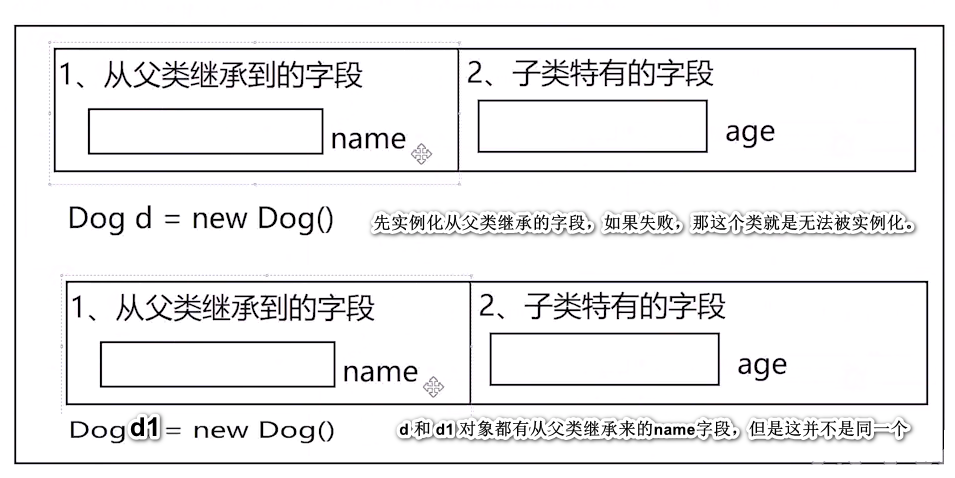 1、从父类继承到的字段
2、子类特有的字段
name
age
Dog d = new Dog()
先实例化从父类继承的字段，如果失败，那这个类就是无法被实例化。
1、从父类继承到的字段
2、子类特有的字段
name
age
Dog d1 = new Dog()
d 和 d1 对象都有从父类继承来的name字段，但是这并不是同一个